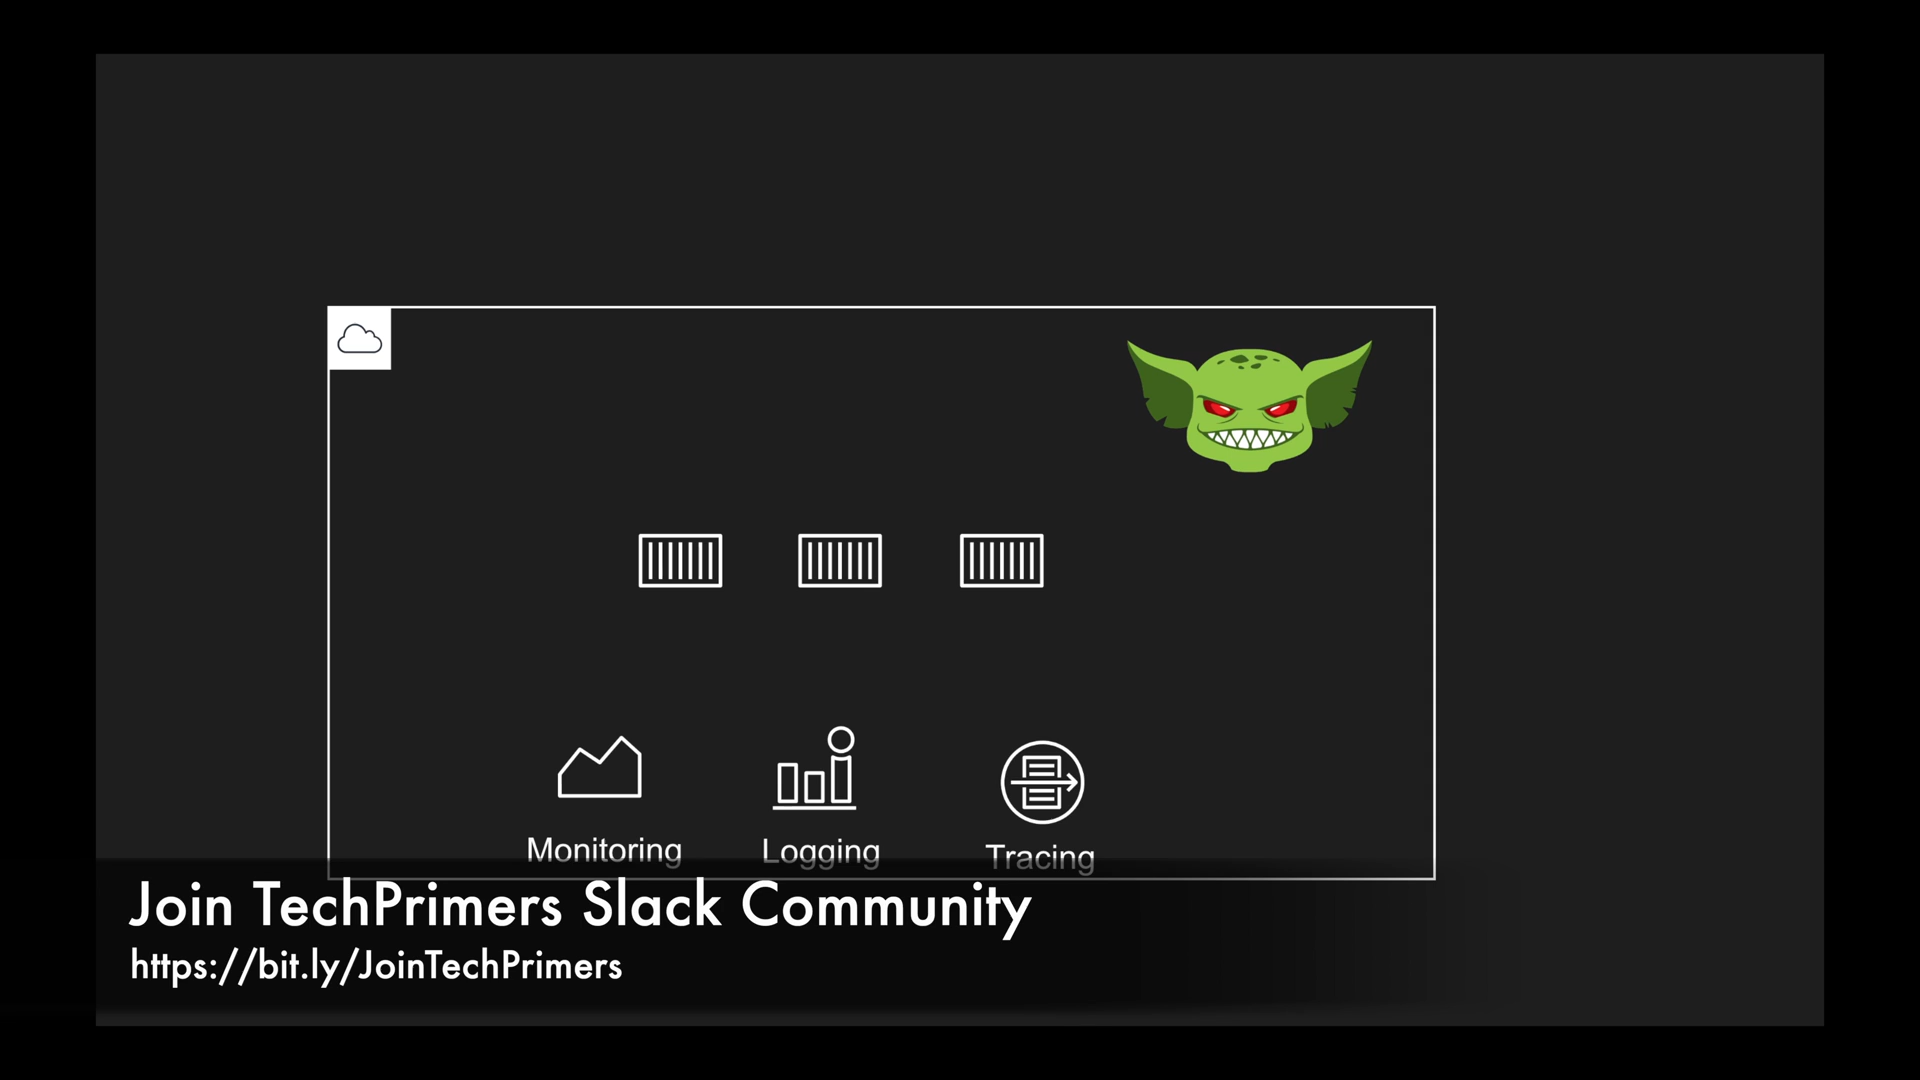 Monitoring
Logging
Tracing
Join TechPrimers Slack Community
https://bit.ly/JoinTechPrimers